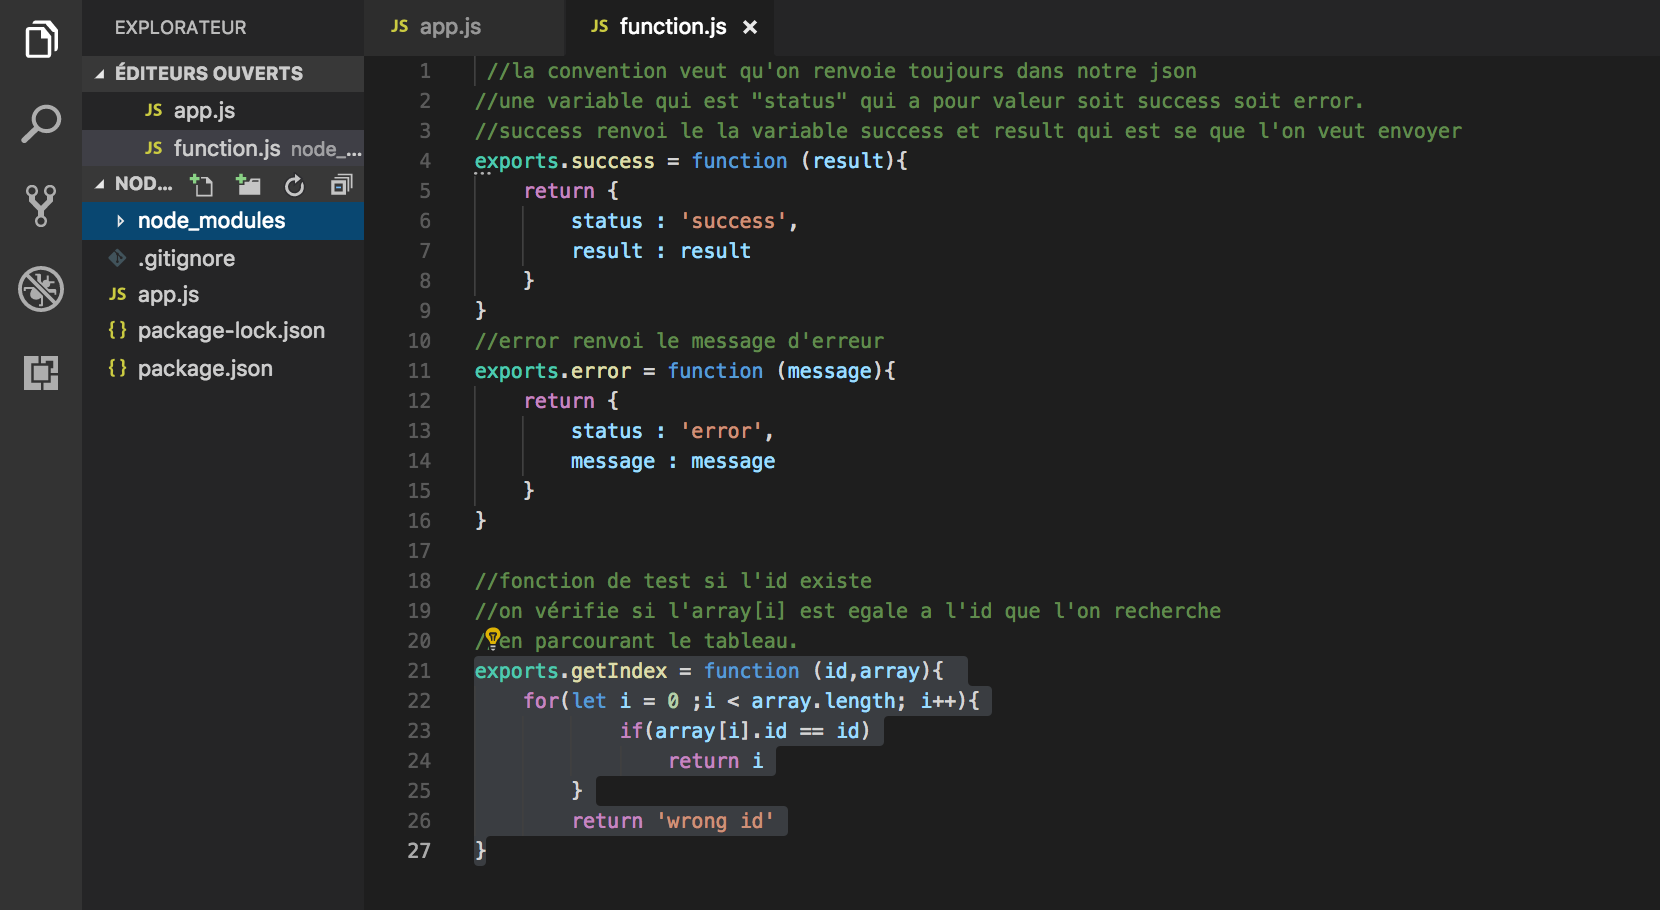 EXPLORATEUR
ÉDITEURS OUVERTS
JS app.js
JS function.js node_...
NOD...
node_modules
.gitignore
JS app.js
{} package-lock.json
{} package.json
JS app.js
JS function.js ×
1 //la convention veut qu'on renvoie toujours dans notre json
2 //une variable qui est "status" qui a pour valeur soit success soit error.
3 //success renvoi le la variable success et result qui est se que l'on veut envoyer
4 exports.success = function (result){
5 return {
6 status : 'success',
7 result : result
8 }
9 }
10 //error renvoi le message d'erreur
11 exports.error = function (message){
12 return {
13 status : 'error',
14 message : message
15 }
16 }
17
18 //fonction de test si l'id existe
19 //on vérifie si l'array[i] est egale a l'id que l'on recherche
20 /en parcourant le tableau.
21 exports.getIndex = function (id,array){
22 for(let i = 0 ;i < array.length; i++){
23 if(array[i].id == id)
24 return i
25 }
26 return 'wrong id'
27 }